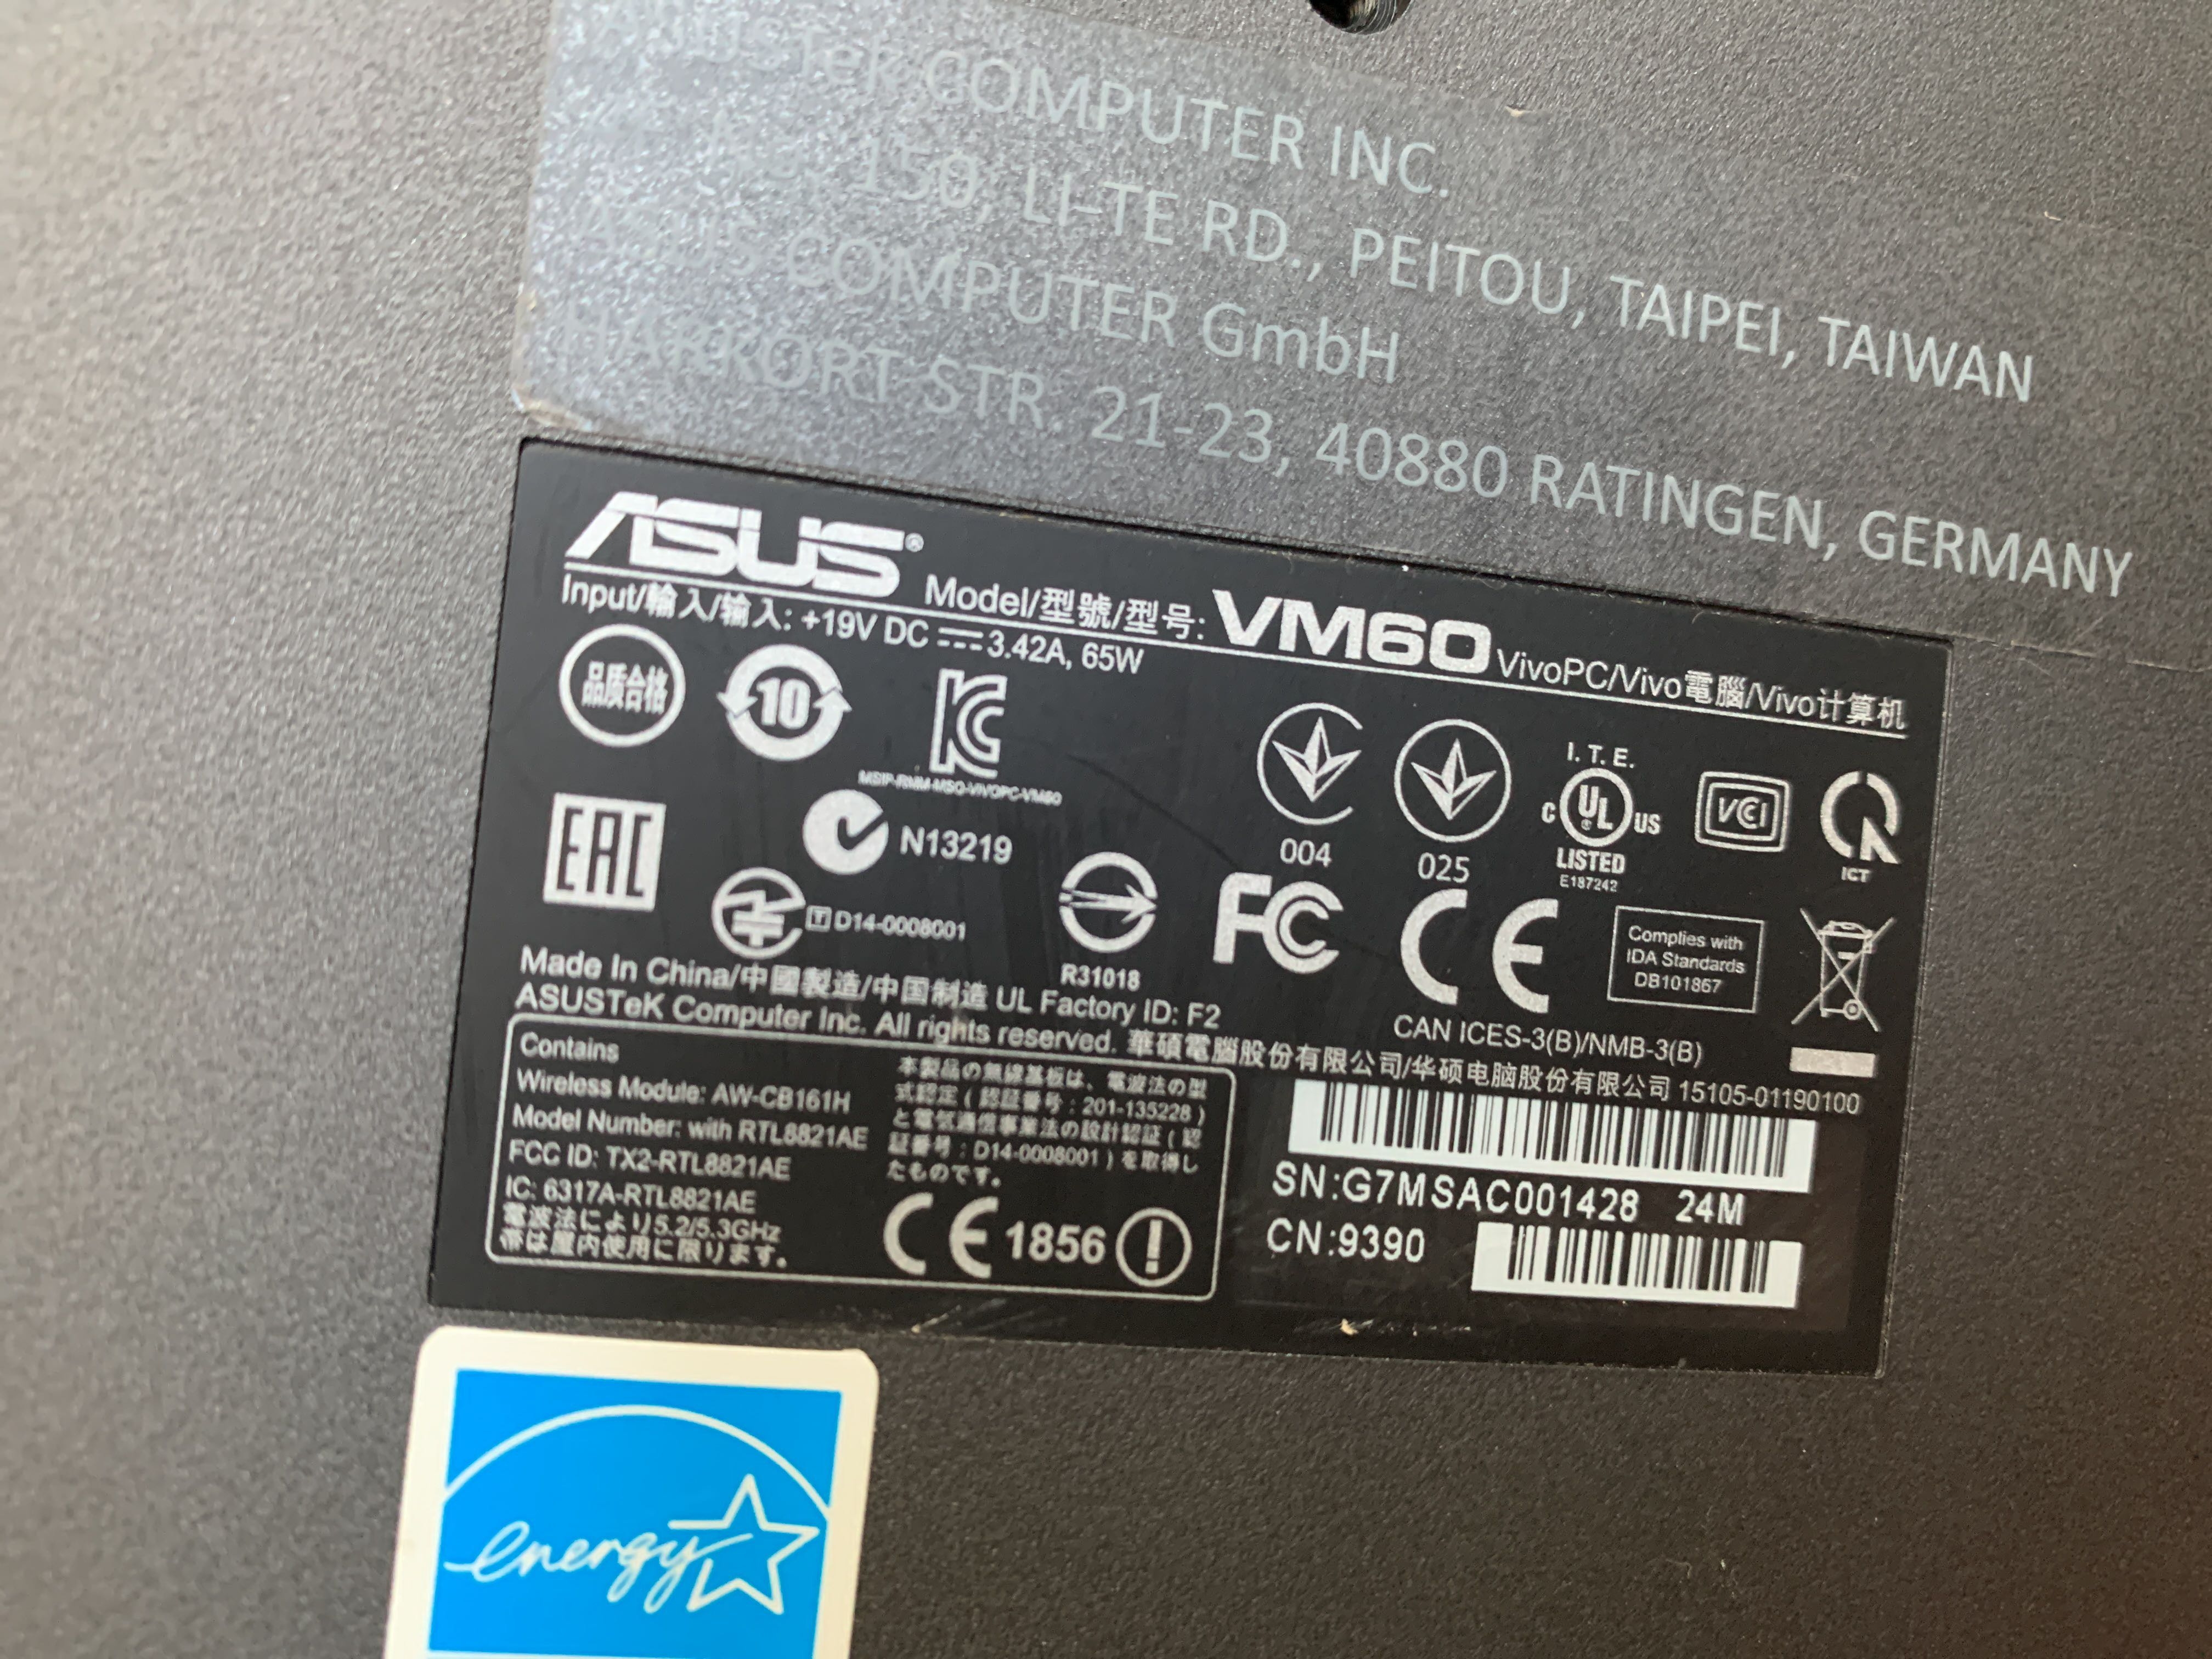 COMPUTER INC.
150, LI-TE RD., PEITOU, TAIPEI, TAIWAN
ASUS COMPUTER GmbH
HARKORT STR. 21-23, 40880 RATINGEN, GERMANY
ASUS® Model/型號/型号: VM60 VivoPC/Vivo電腦/Vivo计算机
Input/輸入/输入: +19V DC 3.42A, 65W
品质合格
10
MSIP-RMM-MSO-VIVOPC-VM60
004
025
I.T.E.
C UL® US
LISTED
E187242
VCI
ICT
EAC
N13219
T D14-0008001
R31018
FC
CE
Complies with
IDA Standards
DB101867
CAN ICES-3(B)/NMB-3(B)
Made In China/中國製造/中国制造 UL Factory ID: F2
ASUSTeK Computer Inc. All rights reserved. 華碩電腦股份有限公司/华硕电脑股份有限公司 15105-01190100
Contains
Wireless Module: AW-CB161H
Model Number: with RTL8821AE
FCC ID: TX2-RTL8821AE
IC: 6317A-RTL8821AE
電波法により5.2/5.3GHz
帯は屋内使用に限ります。
本製品の無線基板は、電波法の型
式認定(認証番号:201-135228)
と電気通信事業法の設計認証(認
証番号:D14-0008001)を取得し
たものです。
CE 1856
SN:G7MSAC001428 24M
CN:9390
energy